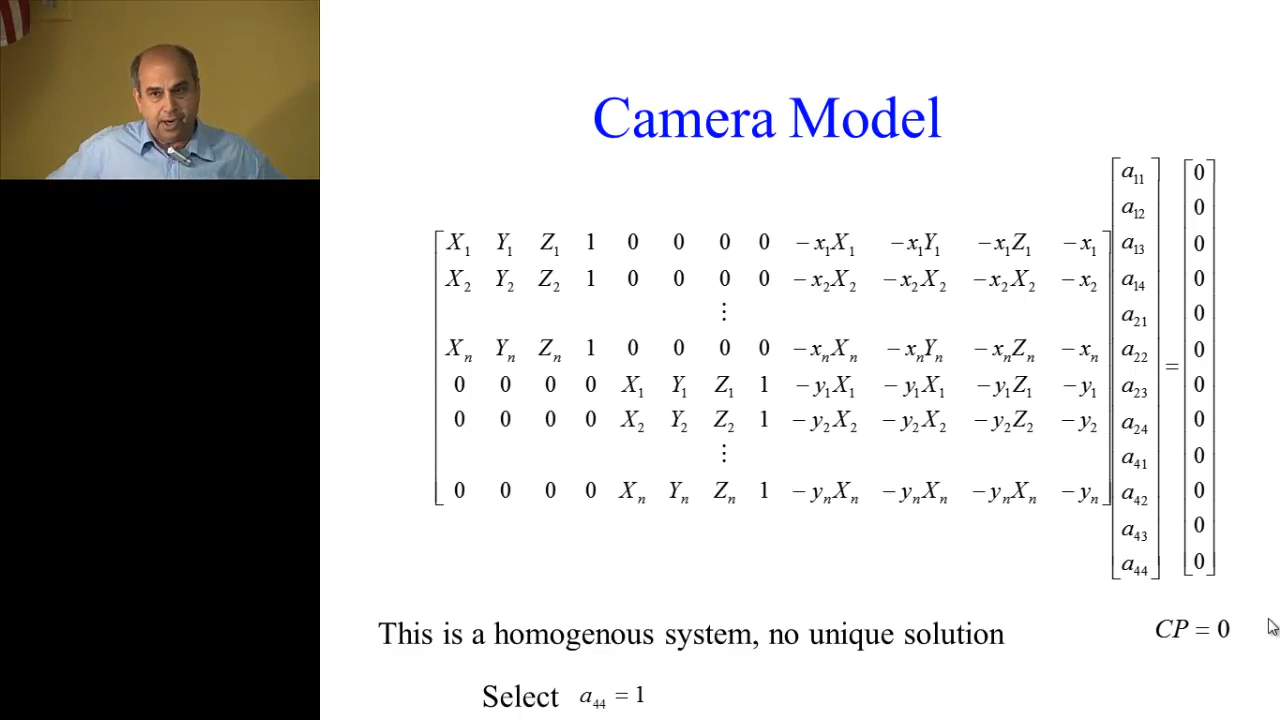 Camera Model
X₁ Y₁ Z₁ 1 0 0 0 0 −x₁X₁ −x₁Y₁ −x₁Z₁ −x₁
X₂ Y₂ Z₂ 1 0 0 0 0 −x₂X₂ −x₂X₂ −x₂X₂ −x₂
⋮
Xₙ Yₙ Zₙ 1 0 0 0 0 −xₙXₙ −xₙYₙ −xₙZₙ −xₙ
0 0 0 0 X₁ Y₁ Z₁ 1 −y₁X₁ −y₁X₁ −y₁Z₁ −y₁
0 0 0 0 X₂ Y₂ Z₂ 1 −y₂X₂ −y₂X₂ −y₂Z₂ −y₂
⋮
0 0 0 0 Xₙ Yₙ Zₙ 1 −yₙXₙ −yₙXₙ −yₙXₙ −yₙ
a₁₁
a₁₂
a₁₃
a₁₄
a₂₁
a₂₂
a₂₃
a₂₄
a₄₁
a₄₂
a₄₃
a₄₄
=
0
0
0
0
0
0
0
0
0
0
0
0
This is a homogenous system, no unique solution
CP = 0
Select a₄₄ = 1